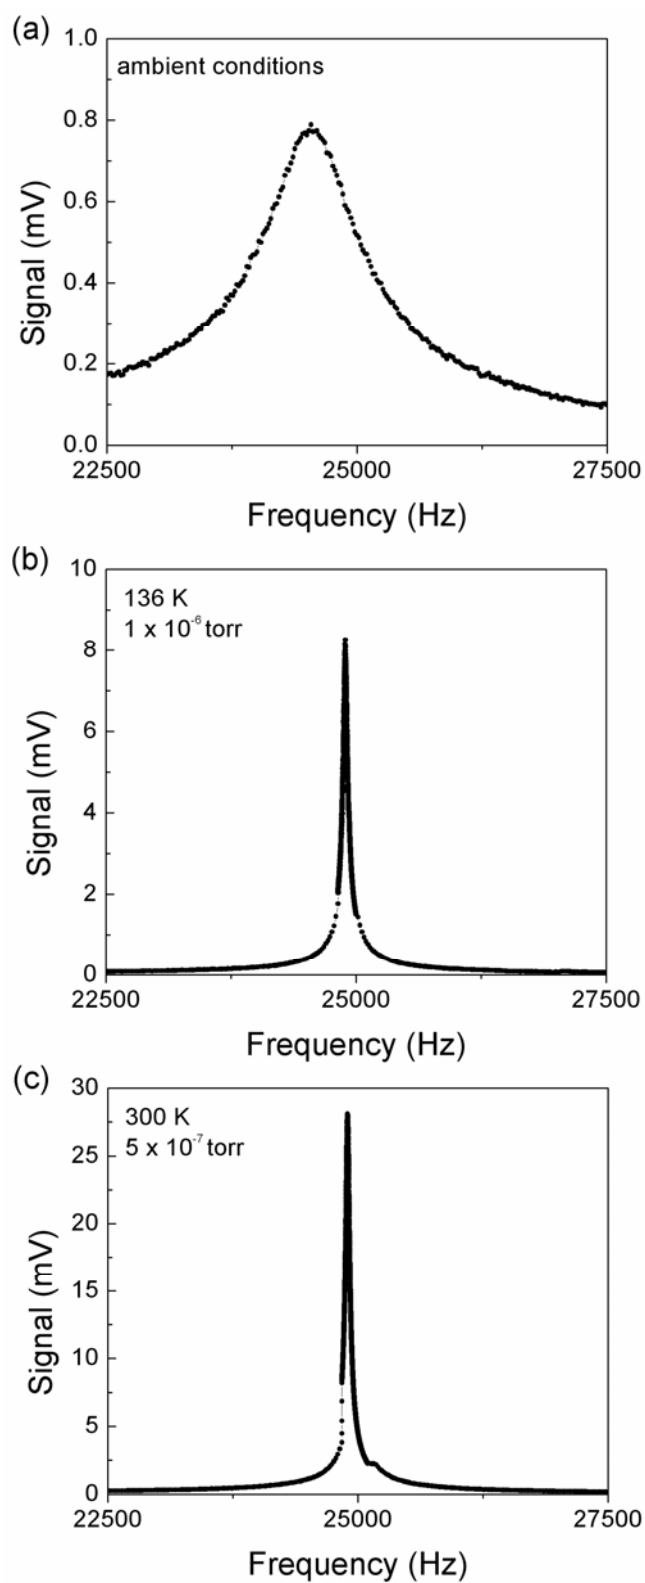 (a)
1.0
ambient conditions
0.8
0.6
0.4
0.2
0.0
Signal (mV)
22500 25000 27500
Frequency (Hz)
(b)
10
136 K
1 x 10⁻⁶ torr
8
6
4
2
0
Signal (mV)
22500 25000 27500
Frequency (Hz)
(c)
30
300 K
5 x 10⁻⁷ torr
25
20
15
10
5
0
Signal (mV)
22500 25000 27500
Frequency (Hz)